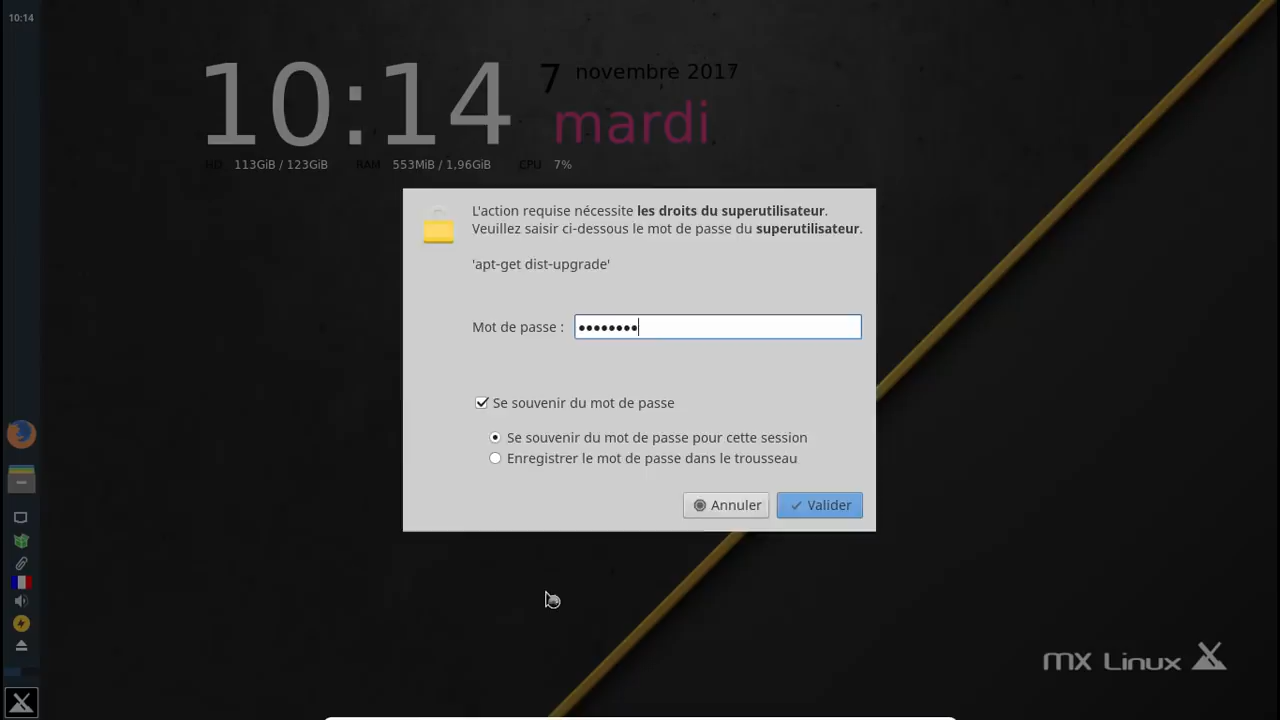 10:14
10:14
7 novembre 2017
mardi
HD 113GiB / 123GiB RAM 553MiB / 1,96GiB CPU 7%
L'action requise nécessite les droits du superutilisateur.
Veuillez saisir ci-dessous le mot de passe du superutilisateur.
'apt-get dist-upgrade'
Mot de passe : ••••••••
Se souvenir du mot de passe
Se souvenir du mot de passe pour cette session
Enregistrer le mot de passe dans le trousseau
Annuler Valider
MX Linux